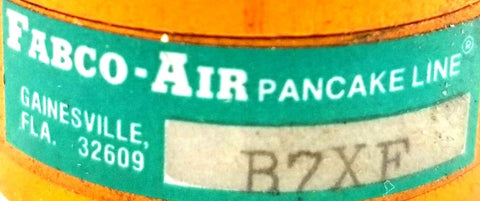 FABCO-AIR PANCAKE LINE®
GAINESVILLE,
FLA. 32609
B7XF